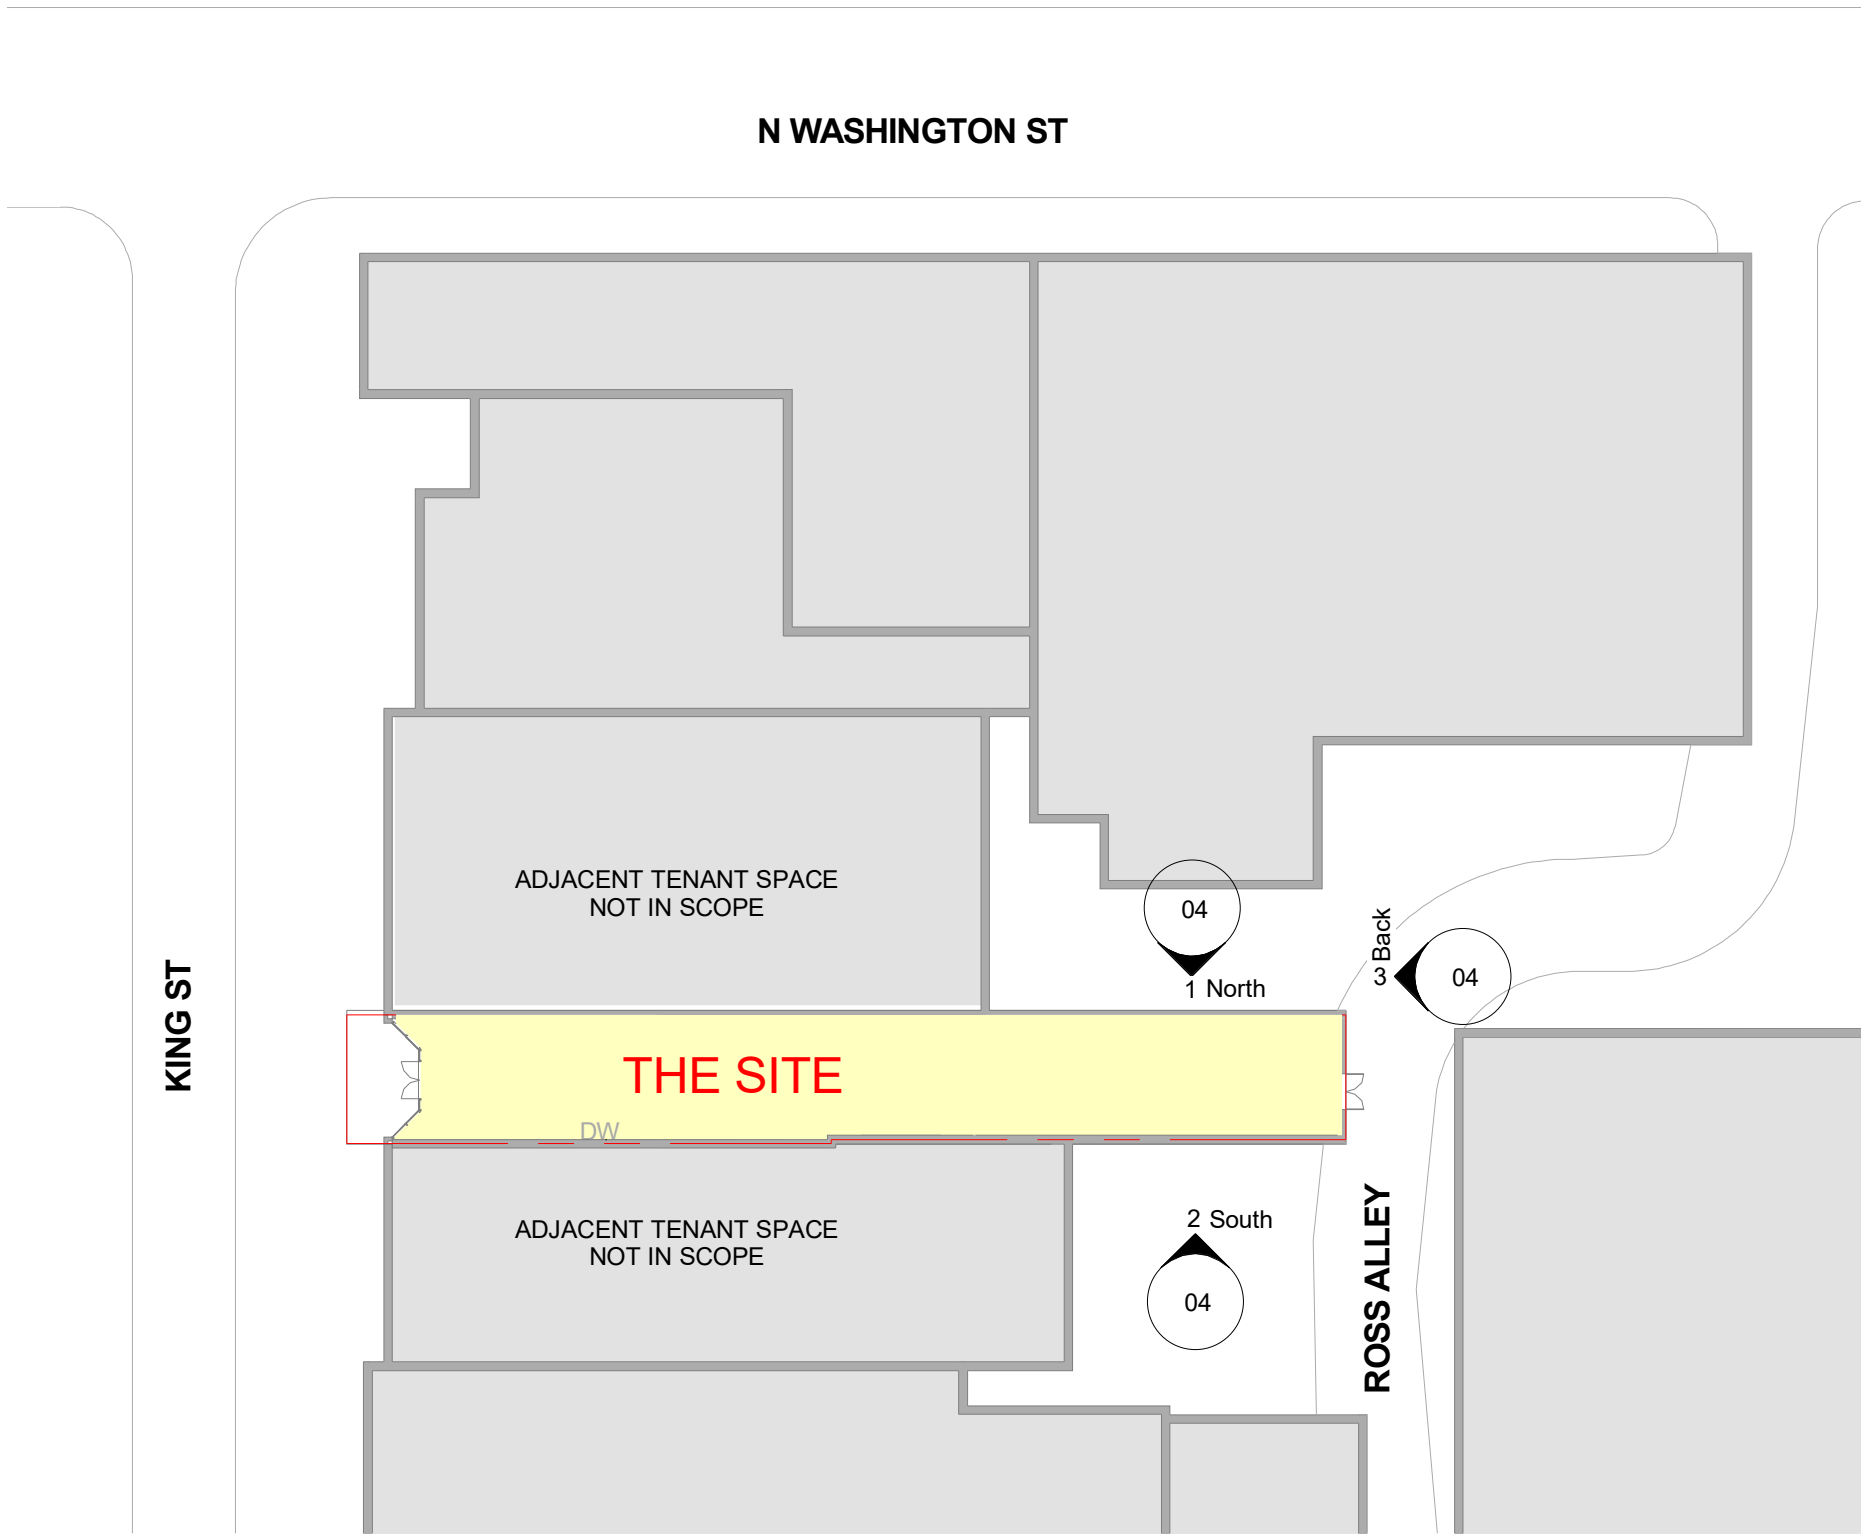 N WASHINGTON ST
ADJACENT TENANT SPACE
NOT IN SCOPE
04
1 North
3 Back
04
KING ST
THE SITE
DW
ADJACENT TENANT SPACE
NOT IN SCOPE
2 South
04
ROSS ALLEY